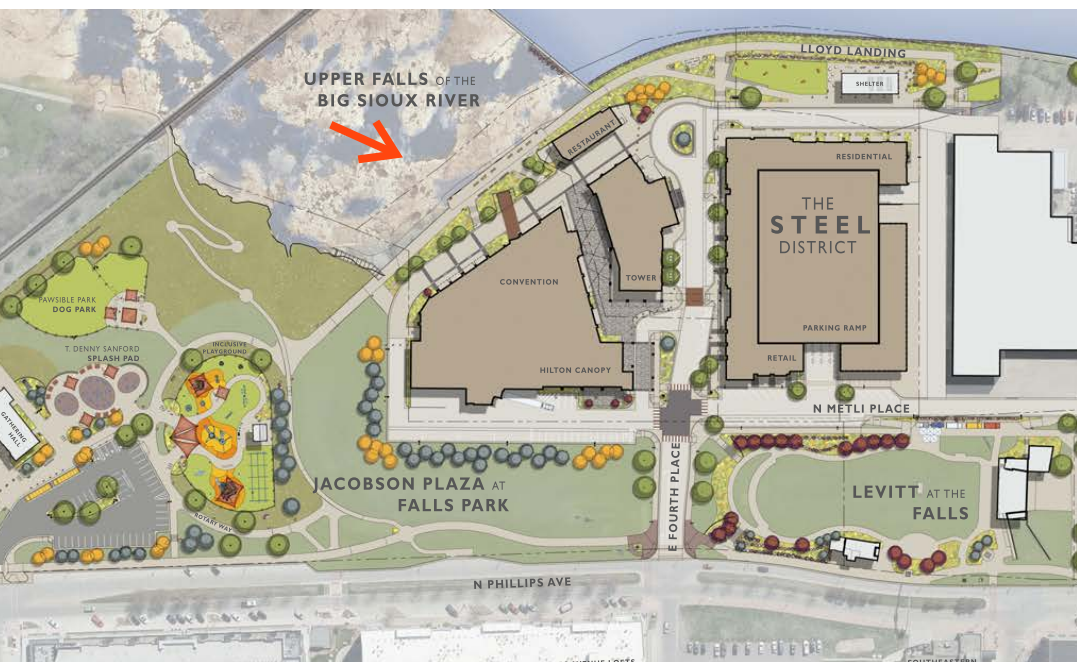 LLOYD LANDING
SHELTER
UPPER FALLS OF THE
BIG SIOUX RIVER
RESTAURANT
RESIDENTIAL
THE
STEEL
DISTRICT
CONVENTION
TOWER
PAWSIBLE PARK
DOG PARK
PARKING RAMP
T. DENNY SANFORD
SPLASH PAD
INCLUSIVE
PLAYGROUND
RETAIL
HILTON CANOPY
N METLI PLACE
GATHERING
HALL
JACOBSON PLAZA AT
FALLS PARK
E FOURTH PLACE
LEVITT AT THE
FALLS
ROTARY WAY
N PHILLIPS AVE